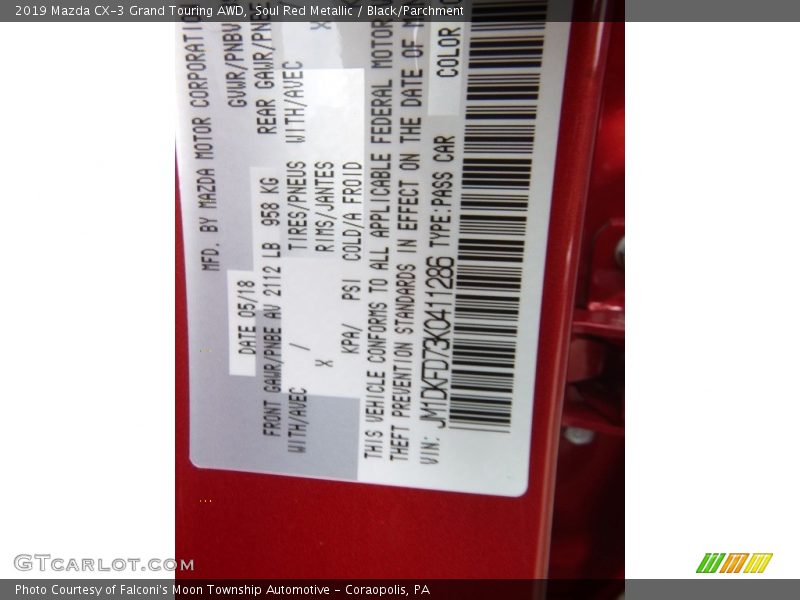 2019 Mazda CX-3 Grand Touring AWD, Soul Red Metallic / Black/Parchment
MFD. BY MAZDA MOTOR CORPORATION
DATE 05/18
GVWR/PNBV
FRONT GAWR/PNBE AV 2112 LB 958 KG
REAR GAWR/PNBE
WITH/AVEC / TIRES/PNEUS WITH/AVEC
X RIMS/JANTES X
KPA/ PSI COLD/A FROID
THIS VEHICLE CONFORMS TO ALL APPLICABLE FEDERAL MOTOR
THEFT PREVENTION STANDARDS IN EFFECT ON THE DATE OF
VIN: JM1DKFD73K0411286 TYPE:PASS CAR
COLOR
GTCARLOT.COM
Photo Courtesy of Falconi's Moon Township Automotive - Coraopolis, PA